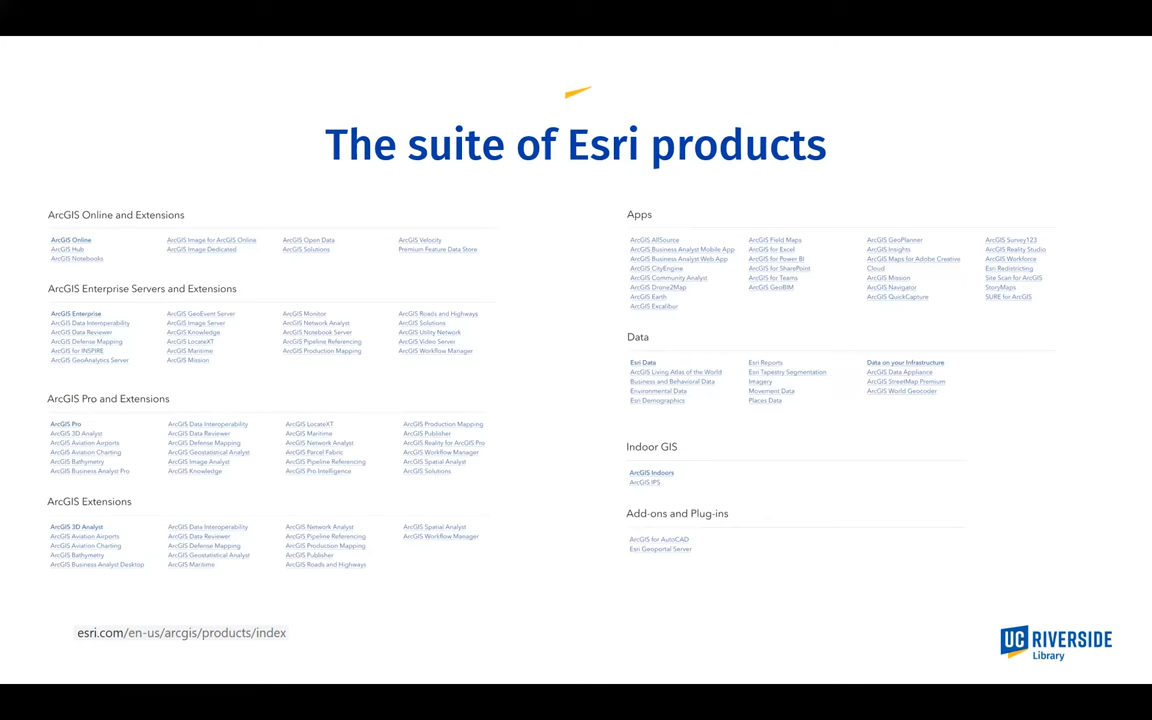 The suite of Esri products
ArcGIS Online and Extensions
ArcGIS Online
ArcGIS Hub
ArcGIS Notebooks
ArcGIS Image for ArcGIS Online
ArcGIS Image Dedicated
ArcGIS Open Data
ArcGIS Solutions
ArcGIS Velocity
Premium Feature Data Store
ArcGIS Enterprise Servers and Extensions
ArcGIS Enterprise
ArcGIS Data Interoperability
ArcGIS Data Reviewer
ArcGIS Defense Mapping
ArcGIS for INSPIRE
ArcGIS GeoAnalytics Server
ArcGIS GeoEvent Server
ArcGIS Image Server
ArcGIS Knowledge
ArcGIS LocateXT
ArcGIS Maritime
ArcGIS Mission
ArcGIS Monitor
ArcGIS Network Analyst
ArcGIS Notebook Server
ArcGIS Pipeline Referencing
ArcGIS Production Mapping
ArcGIS Roads and Highways
ArcGIS Solutions
ArcGIS Utility Network
ArcGIS Video Server
ArcGIS Workflow Manager
ArcGIS Pro and Extensions
ArcGIS Pro
ArcGIS 3D Analyst
ArcGIS Aviation Airports
ArcGIS Aviation Charting
ArcGIS Bathymetry
ArcGIS Business Analyst Pro
ArcGIS Data Interoperability
ArcGIS Data Reviewer
ArcGIS Defense Mapping
ArcGIS Geostatistical Analyst
ArcGIS Image Analyst
ArcGIS Knowledge
ArcGIS LocateXT
ArcGIS Maritime
ArcGIS Network Analyst
ArcGIS Parcel Fabric
ArcGIS Pipeline Referencing
ArcGIS Pro Intelligence
ArcGIS Production Mapping
ArcGIS Publisher
ArcGIS Reality for ArcGIS Pro
ArcGIS Workflow Manager
ArcGIS Spatial Analyst
ArcGIS Solutions
ArcGIS Extensions
ArcGIS 3D Analyst
ArcGIS Aviation Airports
ArcGIS Aviation Charting
ArcGIS Bathymetry
ArcGIS Business Analyst Desktop
ArcGIS Data Interoperability
ArcGIS Data Reviewer
ArcGIS Defense Mapping
ArcGIS Geostatistical Analyst
ArcGIS Maritime
ArcGIS Network Analyst
ArcGIS Pipeline Referencing
ArcGIS Production Mapping
ArcGIS Publisher
ArcGIS Roads and Highways
ArcGIS Spatial Analyst
ArcGIS Workflow Manager
Apps
ArcGIS AllSource
ArcGIS Business Analyst Mobile App
ArcGIS Business Analyst Web App
ArcGIS CityEngine
ArcGIS Community Analyst
ArcGIS Drone2Map
ArcGIS Earth
ArcGIS Excalibur
ArcGIS Field Maps
ArcGIS for Excel
ArcGIS for Power BI
ArcGIS for SharePoint
ArcGIS for Teams
ArcGIS GeoBIM
ArcGIS GeoPlanner
ArcGIS Insights
ArcGIS Maps for Adobe Creative
Cloud
ArcGIS Mission
ArcGIS Navigator
ArcGIS QuickCapture
ArcGIS Survey123
ArcGIS Reality Studio
ArcGIS Workforce
Esri Redistricting
Site Scan for ArcGIS
StoryMaps
SURE for ArcGIS
Data
Esri Data
ArcGIS Living Atlas of the World
Business and Behavioral Data
Environmental Data
Esri Demographics
Esri Reports
Esri Tapestry Segmentation
Imagery
Movement Data
Places Data
Data on your Infrastructure
ArcGIS Data Appliance
ArcGIS StreetMap Premium
ArcGIS World Geocoder
Indoor GIS
ArcGIS Indoors
ArcGIS IPS
Add-ons and Plug-ins
ArcGIS for AutoCAD
Esri Geoportal Server
esri.com/en-us/arcgis/products/index
UC RIVERSIDE
Library